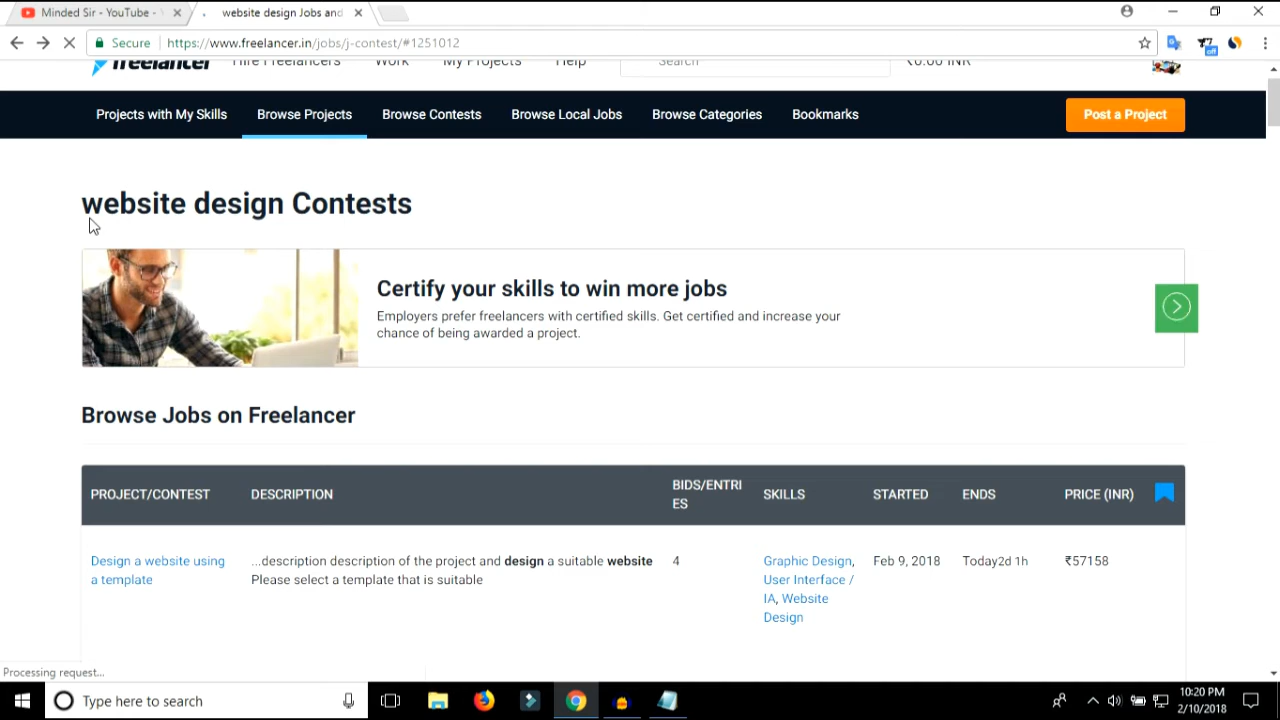 Minded Sir - YouTube -
website design Jobs and
Secure
https://www.freelancer.in/jobs/j-contest/#1251012
freelancer
Hire Freelancers
Work
My Projects
Help
Search
₹0.00 INR
Projects with My Skills
Browse Projects
Browse Contests
Browse Local Jobs
Browse Categories
Bookmarks
Post a Project
website design Contests
Certify your skills to win more jobs
Employers prefer freelancers with certified skills. Get certified and increase your
chance of being awarded a project.
Browse Jobs on Freelancer
PROJECT/CONTEST
DESCRIPTION
BIDS/ENTRI
ES
SKILLS
STARTED
ENDS
PRICE (INR)
Design a website using
a template
...description description of the project and design a suitable website
Please select a template that is suitable
4
Graphic Design,
User Interface /
IA, Website
Design
Feb 9, 2018
Today2d 1h
₹57158
Processing request...
Type here to search
10:20 PM
2/10/2018
off